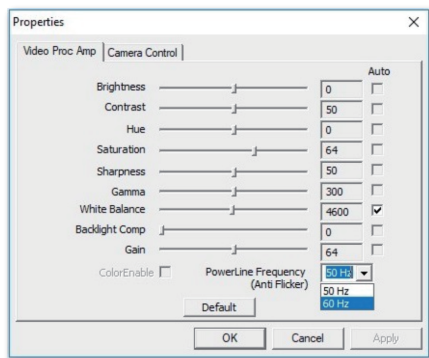 Properties
Video Proc Amp Camera Control
Auto
Brightness 0
Contrast 50
Hue 0
Saturation 64
Sharpness 50
Gamma 300
White Balance 4600
Backlight Comp 0
Gain 64
ColorEnable PowerLine Frequency 50 Hz
(Anti Flicker)
50 Hz
60 Hz
Default
OK Cancel Apply